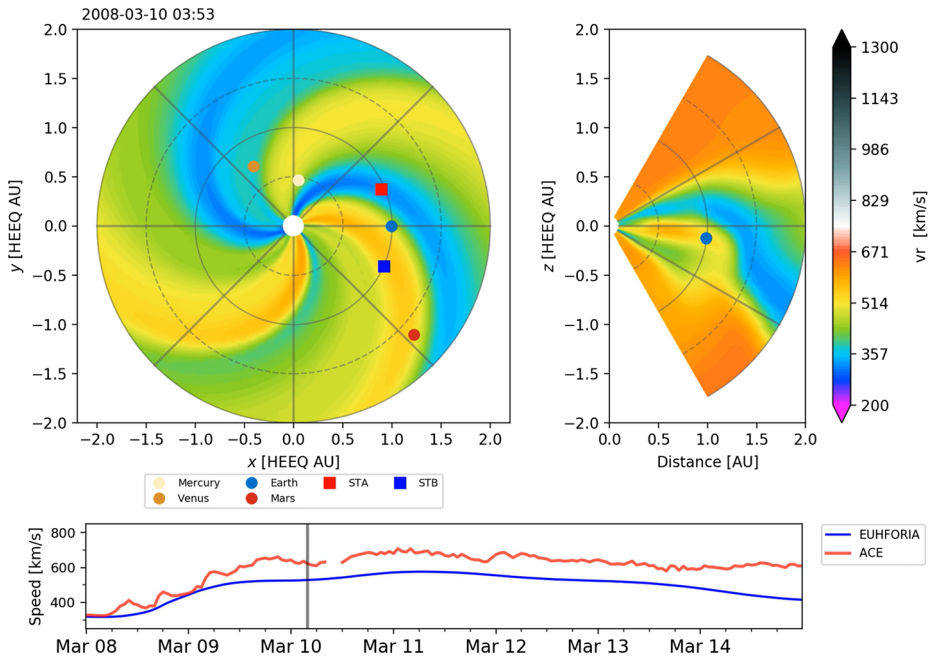 2008-03-10 03:53
y [HEEQ AU]
2.0
1.5
1.0
0.5
0.0
−0.5
−1.0
−1.5
−2.0
−2.0 −1.5 −1.0 −0.5 0.0 0.5 1.0 1.5 2.0
x [HEEQ AU]
z [HEEQ AU]
2.0
1.5
1.0
0.5
0.0
−0.5
−1.0
−1.5
−2.0
0.0 0.5 1.0 1.5 2.0
Distance [AU]
1300
1143
986
829
671
514
357
200
vr [km/s]
Mercury Earth STA STB
Venus Mars
Speed [km/s]
800
600
400
Mar 08 Mar 09 Mar 10 Mar 11 Mar 12 Mar 13 Mar 14
EUHFORIA
ACE